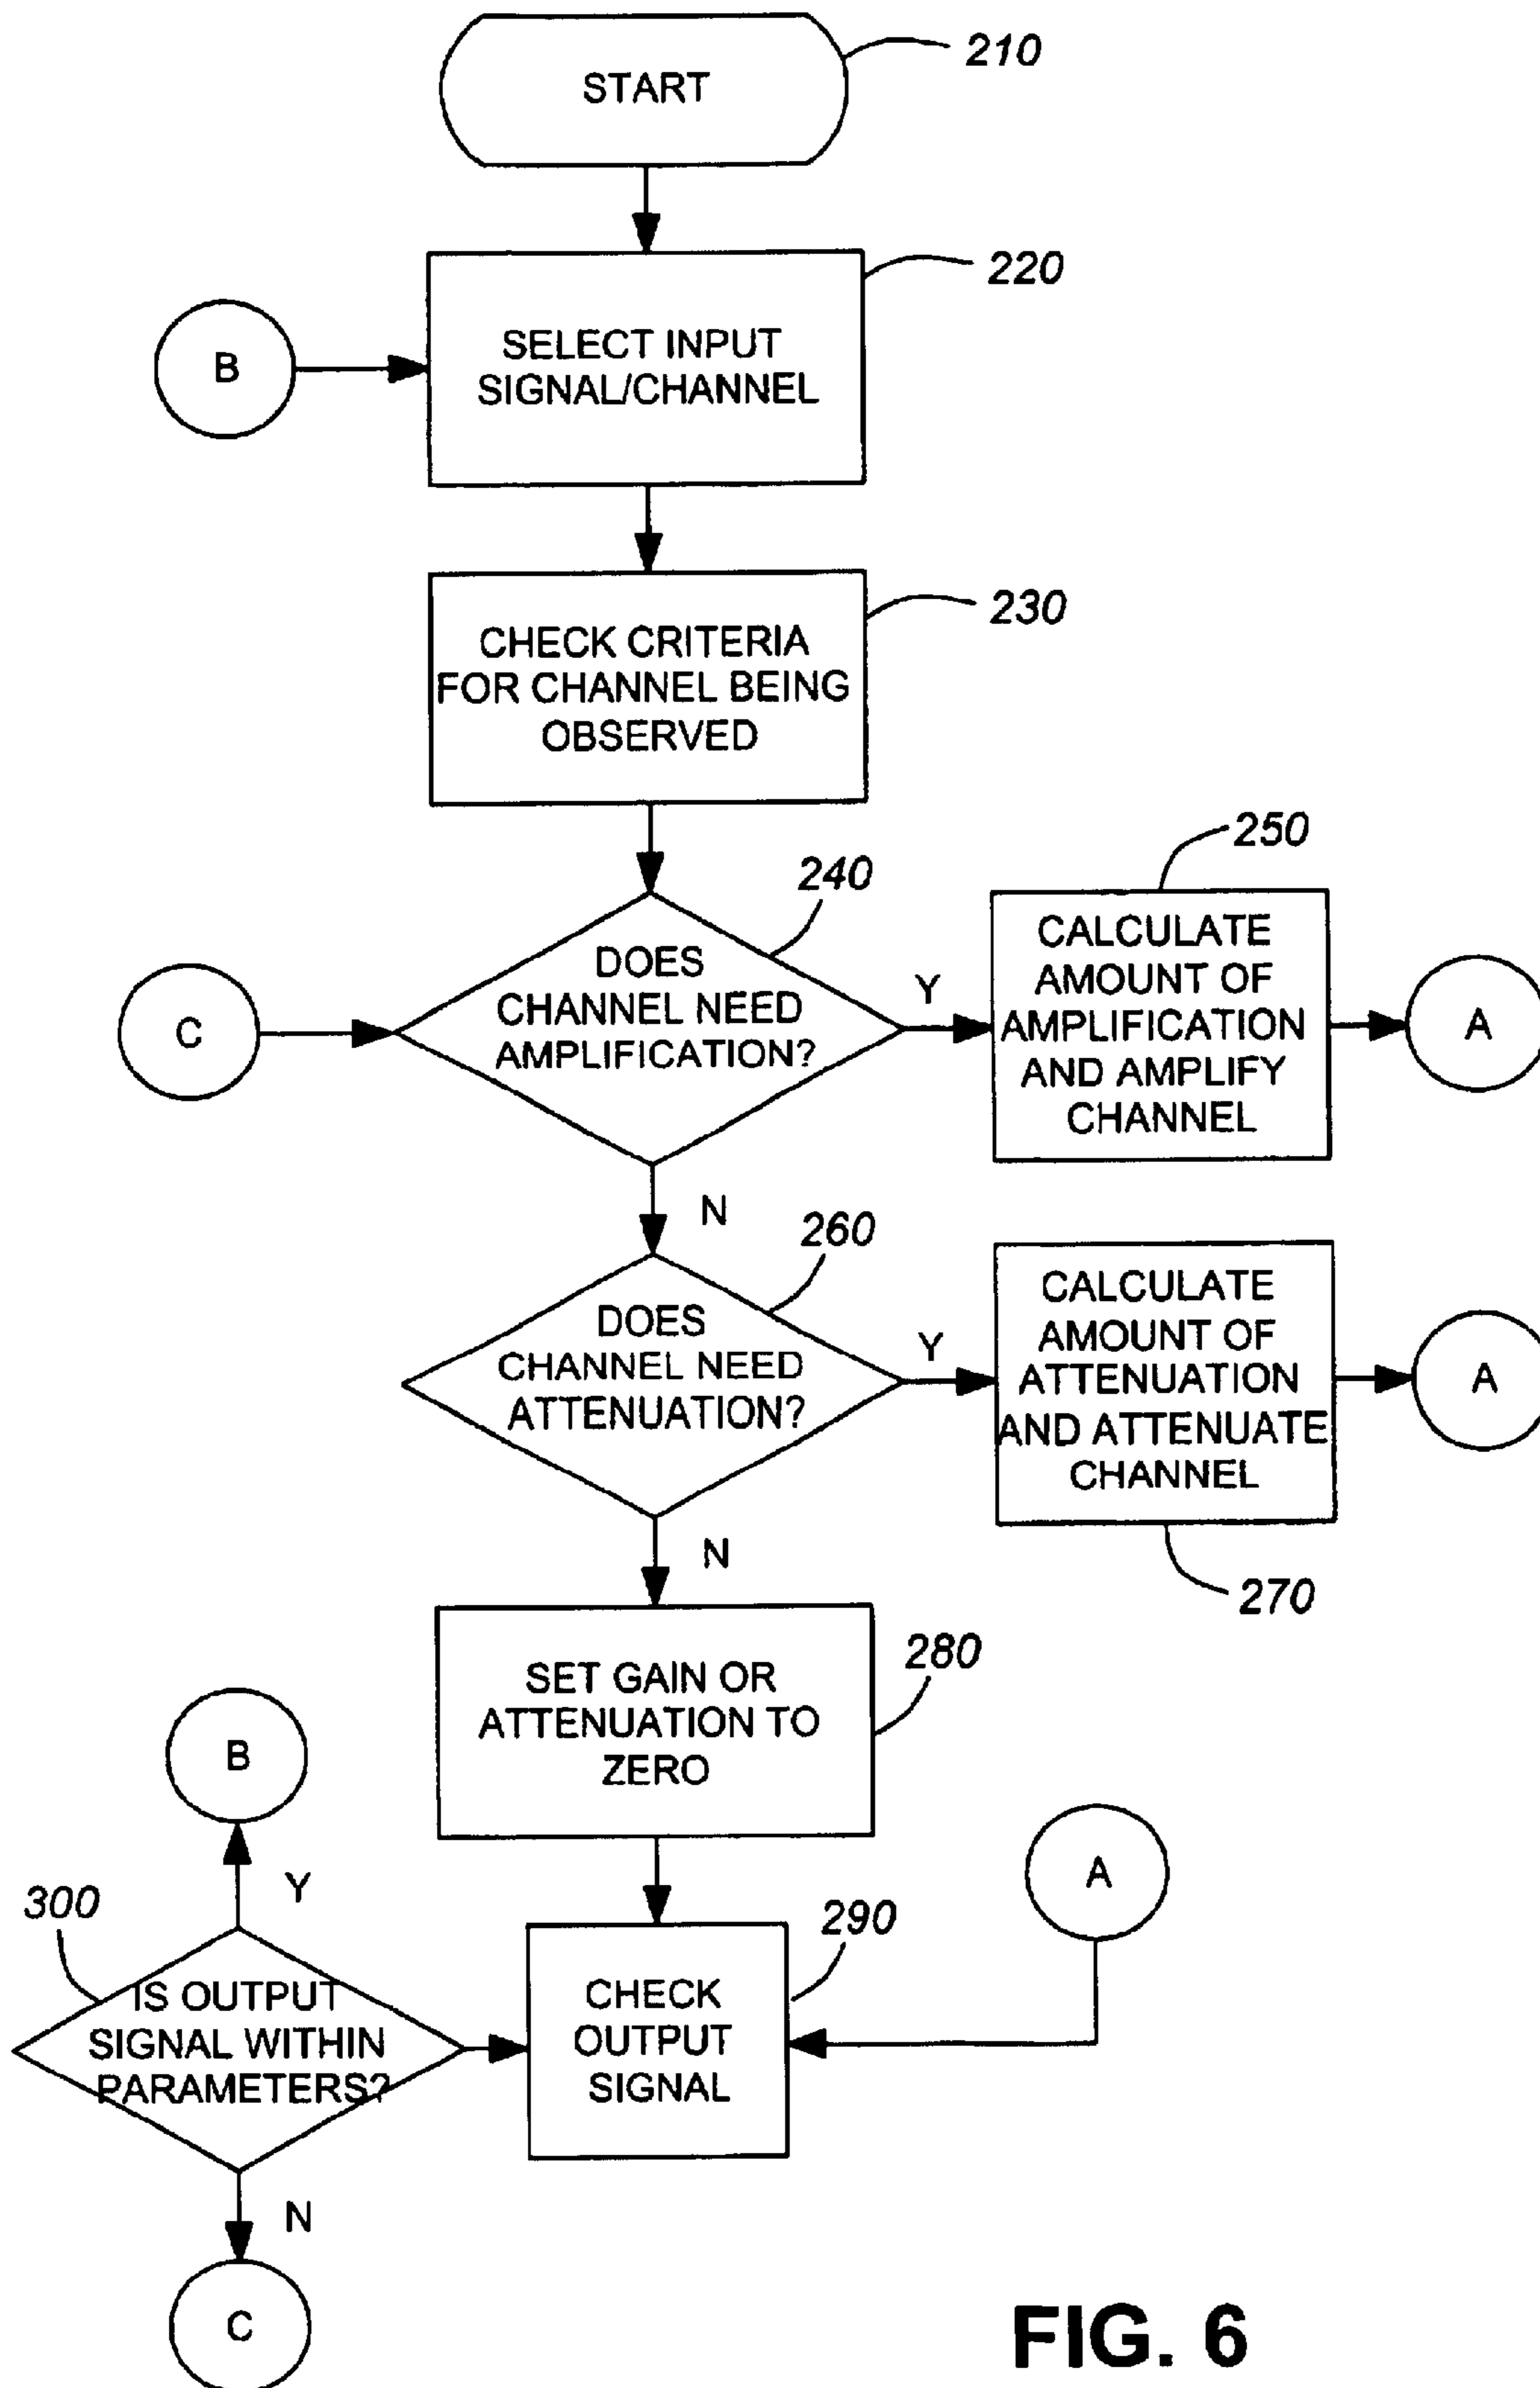 START
210
220
B
SELECT INPUT
SIGNAL/CHANNEL
230
CHECK CRITERIA
FOR CHANNEL BEING
OBSERVED
240
250
C
DOES
CHANNEL NEED
AMPLIFICATION?
Y
CALCULATE
AMOUNT OF
AMPLIFICATION
AND AMPLIFY
CHANNEL
A
N
260
DOES
CHANNEL NEED
ATTENUATION?
Y
CALCULATE
AMOUNT OF
ATTENUATION
AND ATTENUATE
CHANNEL
A
N
270
SET GAIN OR
ATTENUATION TO
ZERO
280
B
Y
300
IS OUTPUT
SIGNAL WITHIN
PARAMETERS?
CHECK
OUTPUT
SIGNAL
290
A
N
C
FIG. 6